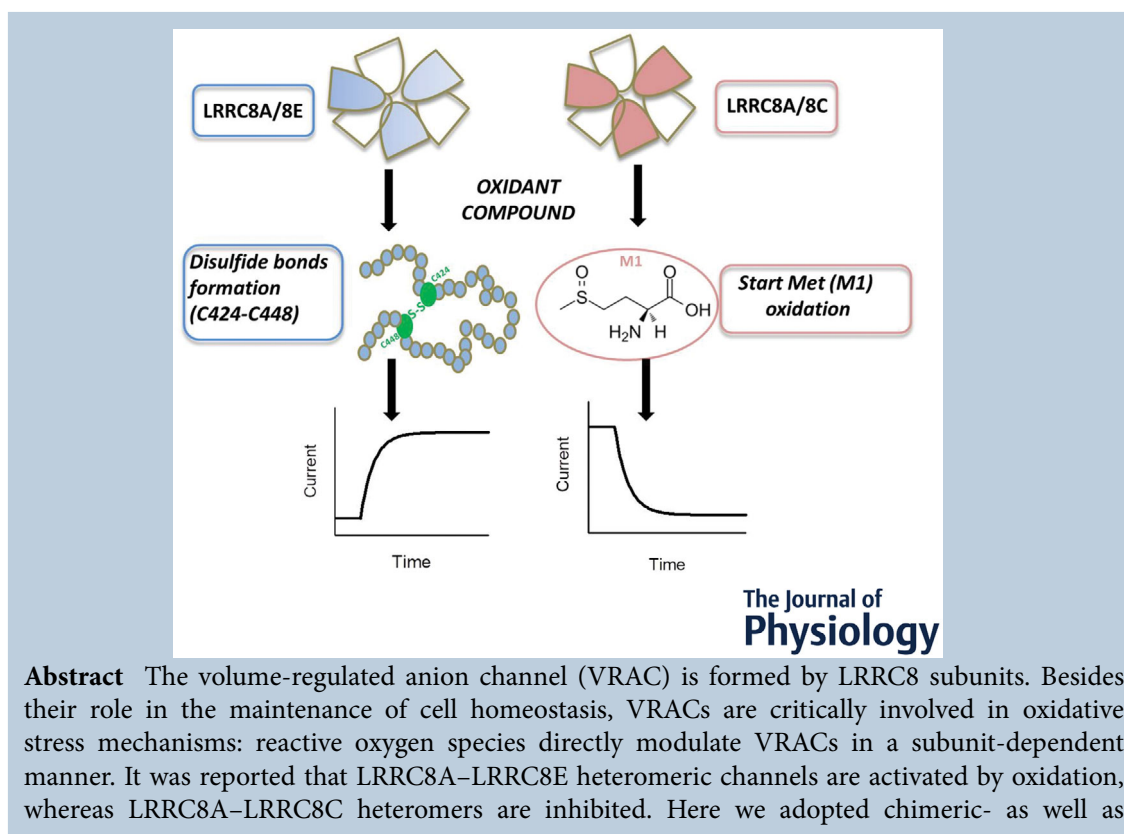 LRRC8A/8E
LRRC8A/8C
OXIDANT
COMPOUND
Disulfide bonds
formation
(C424-C448)
C424
S-S
C448
M1
O
O
S
OH
H₂N
H
Start Met (M1)
oxidation
Current
Time
Current
Time
The Journal of
Physiology
Abstract The volume-regulated anion channel (VRAC) is formed by LRRC8 subunits. Besides
their role in the maintenance of cell homeostasis, VRACs are critically involved in oxidative
stress mechanisms: reactive oxygen species directly modulate VRACs in a subunit-dependent
manner. It was reported that LRRC8A–LRRC8E heteromeric channels are activated by oxidation,
whereas LRRC8A–LRRC8C heteromers are inhibited. Here we adopted chimeric- as well as